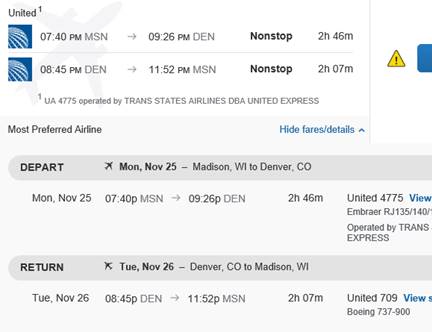 United 1
07:40 PM MSN → 09:26 PM DEN Nonstop 2h 46m
08:45 PM DEN → 11:52 PM MSN Nonstop 2h 07m
1 UA 4775 operated by TRANS STATES AIRLINES DBA UNITED EXPRESS
Most Preferred Airline Hide fares/details
DEPART Mon, Nov 25 – Madison, WI to Denver, CO
Mon, Nov 25 07:40p MSN → 09:26p DEN 2h 46m United 4775 View
Embraer RJ135/140/
Operated by TRANS
EXPRESS
RETURN Tue, Nov 26 – Denver, CO to Madison, WI
Tue, Nov 26 08:45p DEN → 11:52p MSN 2h 07m United 709 View s
Boeing 737-900